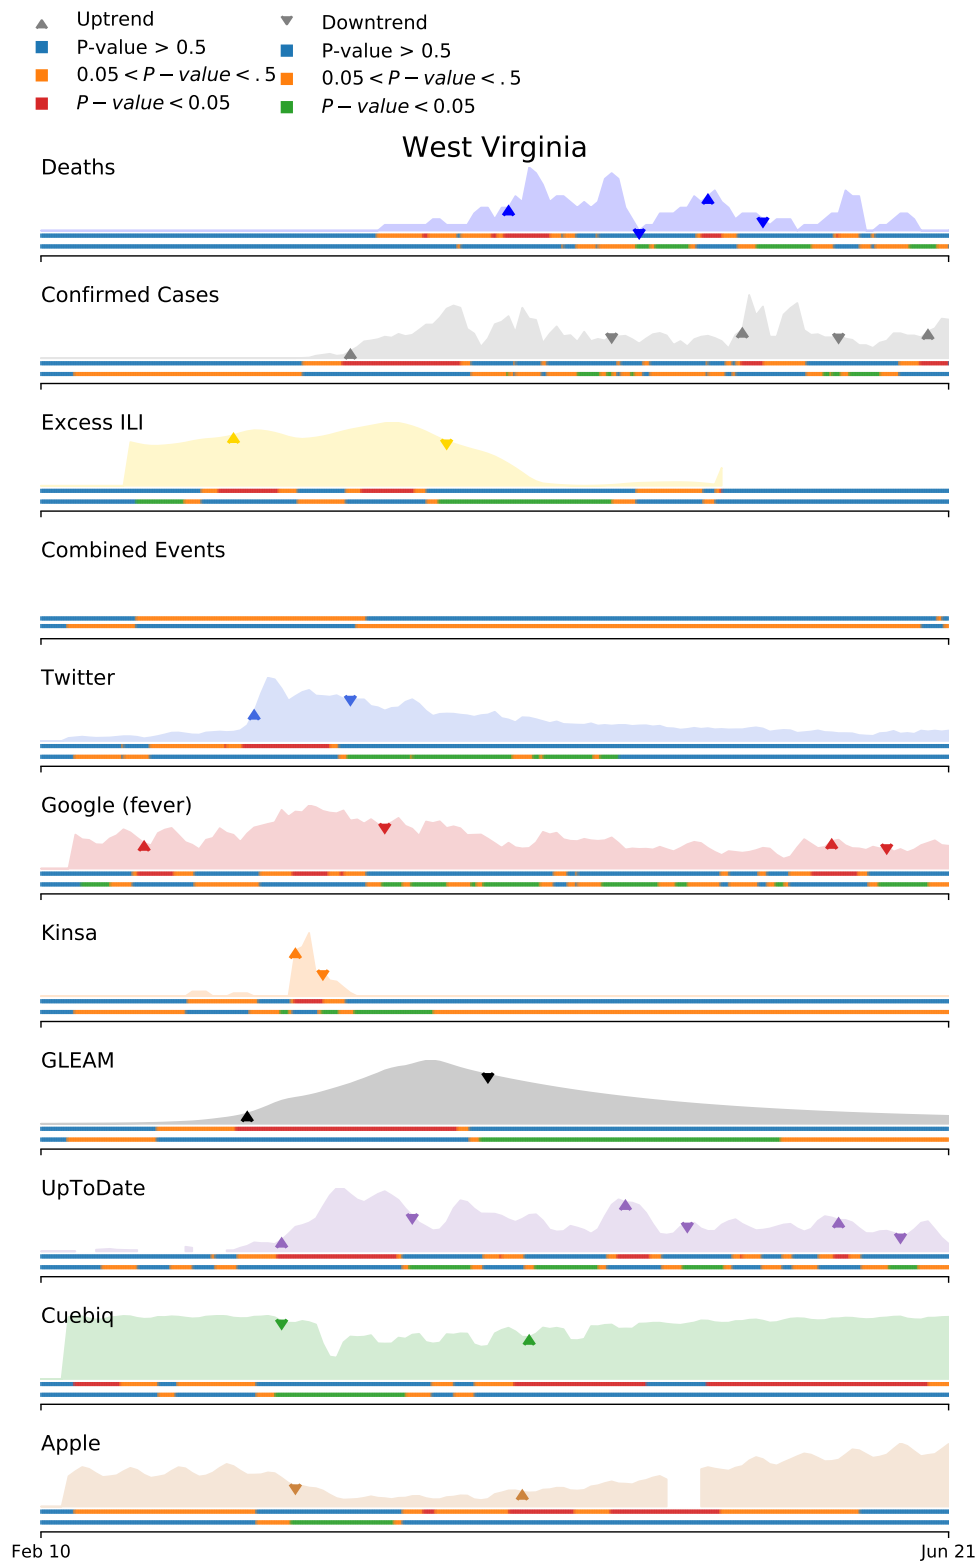 Uptrend
P-value > 0.5
0.05 < P − value < .5
P − value < 0.05
Downtrend
P-value > 0.5
0.05 < P − value < .5
P − value < 0.05
West Virginia
Deaths
Confirmed Cases
Excess ILI
Combined Events
Twitter
Google (fever)
Kinsa
GLEAM
UpToDate
Cuebiq
Apple
Feb 10
Jun 21